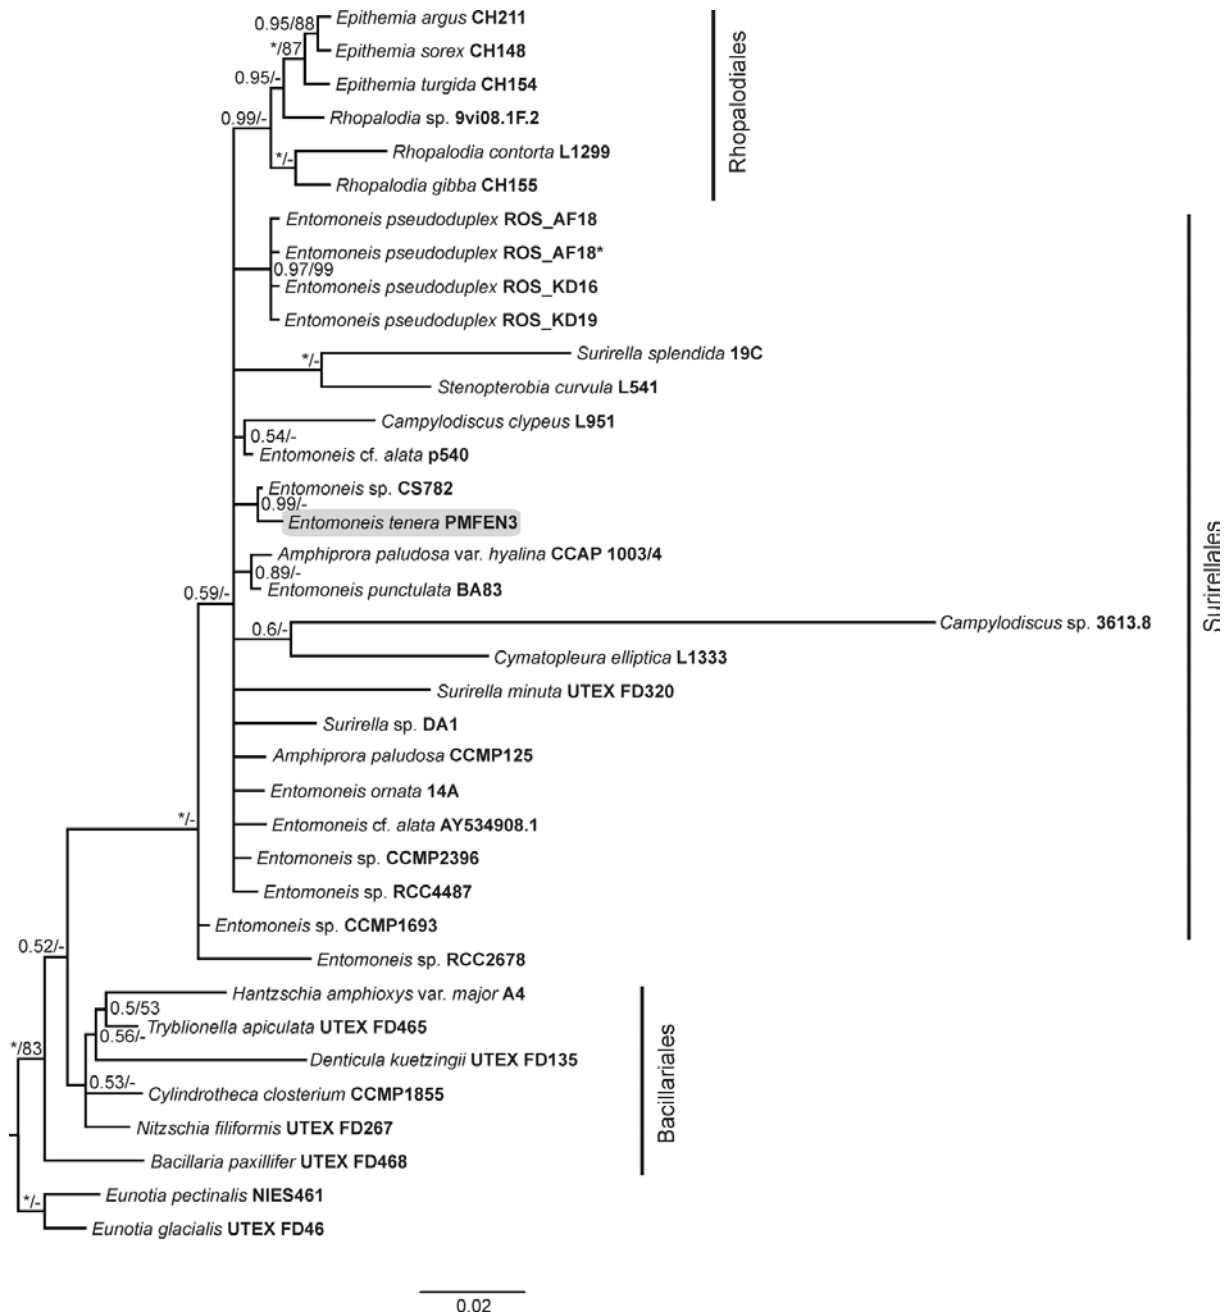 0.95/88
Epithemia argus CH211
*/87
Epithemia sorex CH148
0.95/-
Epithemia turgida CH154
0.99/-
Rhopalodia sp. 9vi08.1F.2
*/-
Rhopalodia contorta L1299
Rhopalodia gibba CH155
Rhopalodiales
Entomoneis pseudoduplex ROS_AF18
Entomoneis pseudoduplex ROS_AF18*
0.97/99
Entomoneis pseudoduplex ROS_KD16
Entomoneis pseudoduplex ROS_KD19
*/-
Surirella splendida 19C
Stenopterobia curvula L541
Campylodiscus clypeus L951
0.54/-
Entomoneis cf. alata p540
Entomoneis sp. CS782
0.99/-
Entomoneis tenera PMFEN3
Amphiprora paludosa var. hyalina CCAP 1003/4
0.89/-
Entomoneis punctulata BA83
0.59/-
0.6/-
Campylodiscus sp. 3613.8
Cymatopleura elliptica L1333
Surirella minuta UTEX FD320
Surirella sp. DA1
Amphiprora paludosa CCMP125
Entomoneis ornata 14A
Entomoneis cf. alata AY534908.1
*/-
Entomoneis sp. CCMP2396
Entomoneis sp. RCC4487
Entomoneis sp. CCMP1693
Entomoneis sp. RCC2678
Surirellales
0.52/-
Hantzschia amphioxys var. major A4
0.5/53
Tryblionella apiculata UTEX FD465
0.56/-
Denticula kuetzingii UTEX FD135
*/83
0.53/-
Cylindrotheca closterium CCMP1855
Nitzschia filiformis UTEX FD267
Bacillaria paxillifer UTEX FD468
Bacillariales
*/-
Eunotia pectinalis NIES461
Eunotia glacialis UTEX FD46
0.02